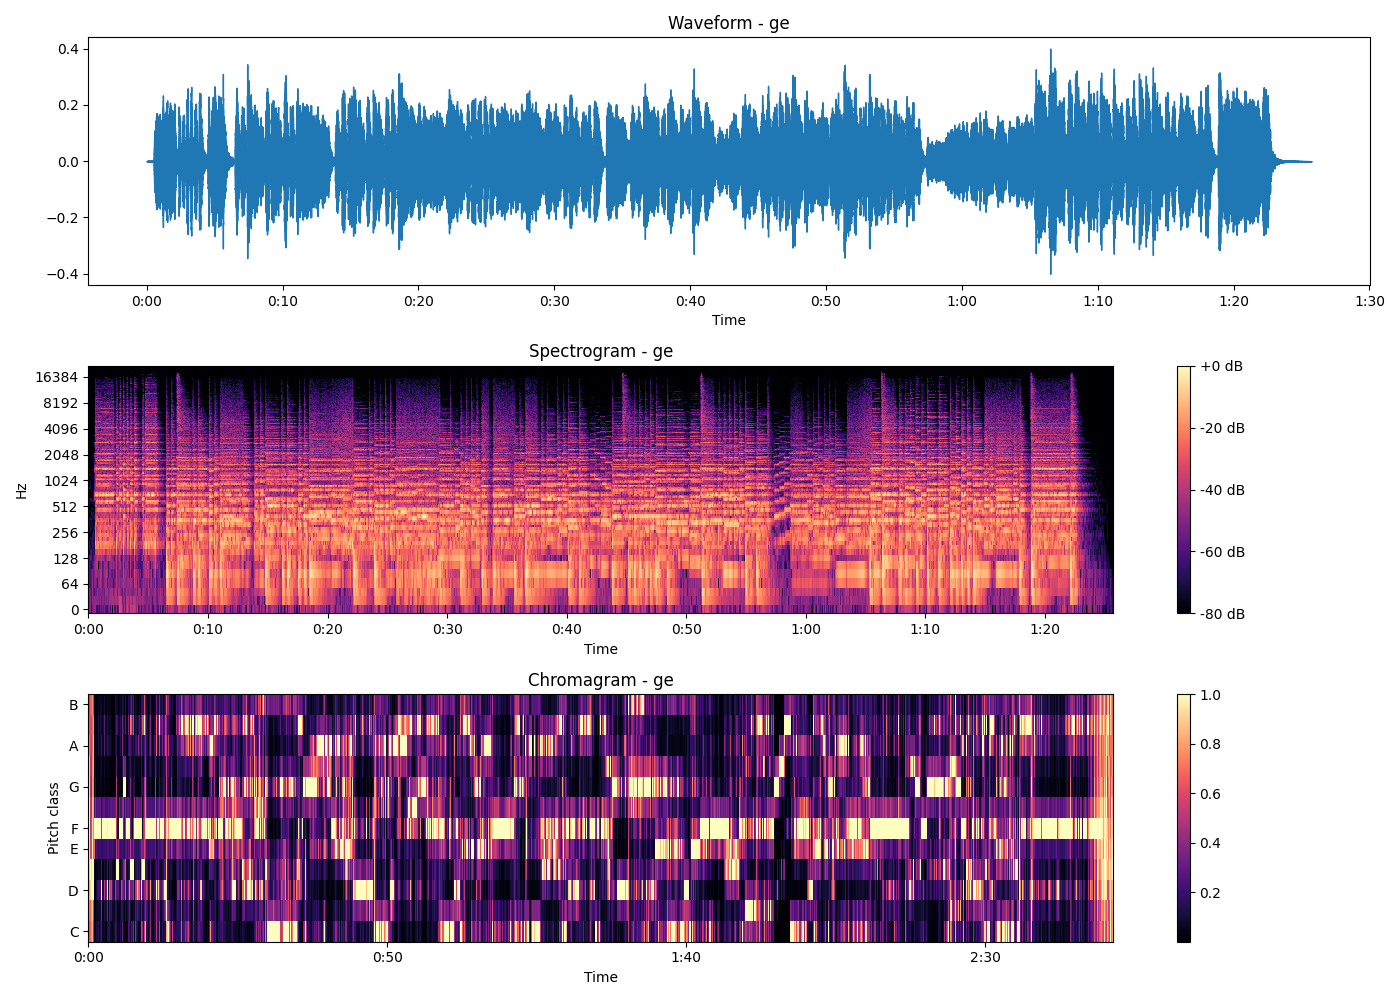 Waveform - ge
0.4
0.2
0.0
−0.2
−0.4
0:00 0:10 0:20 0:30 0:40 0:50 1:00 1:10 1:20 1:30
Time
Spectrogram - ge
Hz
16384
8192
4096
2048
1024
512
256
128
64
0
0:00 0:10 0:20 0:30 0:40 0:50 1:00 1:10 1:20
Time
+0 dB
-20 dB
-40 dB
-60 dB
-80 dB
Chromagram - ge
Pitch class
B
A
G
F
E
D
C
0:00 0:50 1:40 2:30
Time
1.0
0.8
0.6
0.4
0.2